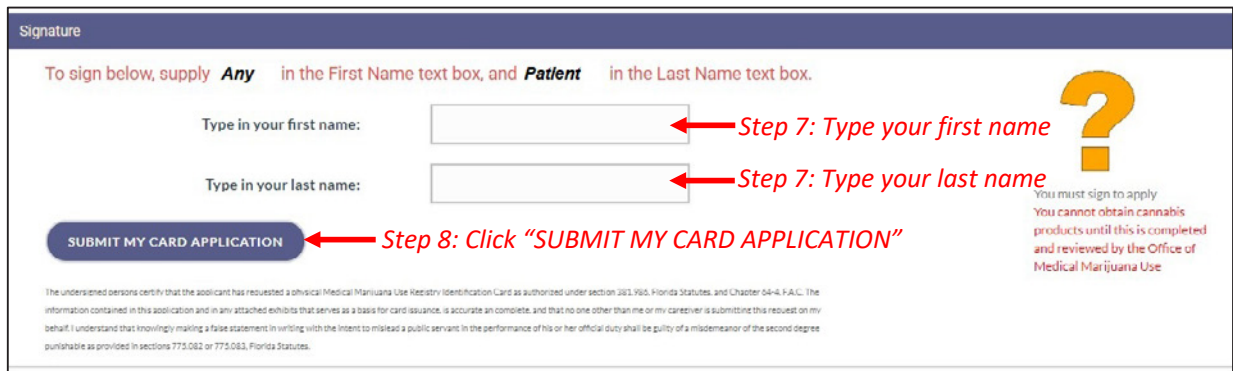 Signature
To sign below, supply Any in the First Name text box, and Patient in the Last Name text box.
Type in your first name:
Step 7: Type your first name
Type in your last name:
Step 7: Type your last name
You must sign to apply
You cannot obtain cannabis
products until this is completed
and reviewed by the Office of
Medical Marijuana Use
SUBMIT MY CARD APPLICATION
Step 8: Click “SUBMIT MY CARD APPLICATION”
The undersigned persons certify that the applicant has requested a physical Medical Marijuana Use Registry Identification Card as authorized under section 381.986, Florida Statutes, and Chapter 64-4, F.A.C. The
information contained in this application and in any attached exhibits that serves as a basis for card issuance, is accurate an complete, and that no one other than me or my caregiver is submitting this request on my
behalf. I understand that knowingly making a false statement in writing with the intent to mislead a public servant in the performance of his or her official duty shall be guilty of a misdemeanor of the second degree
punishable as provided in sections 775.082 or 775.083, Florida Statutes.